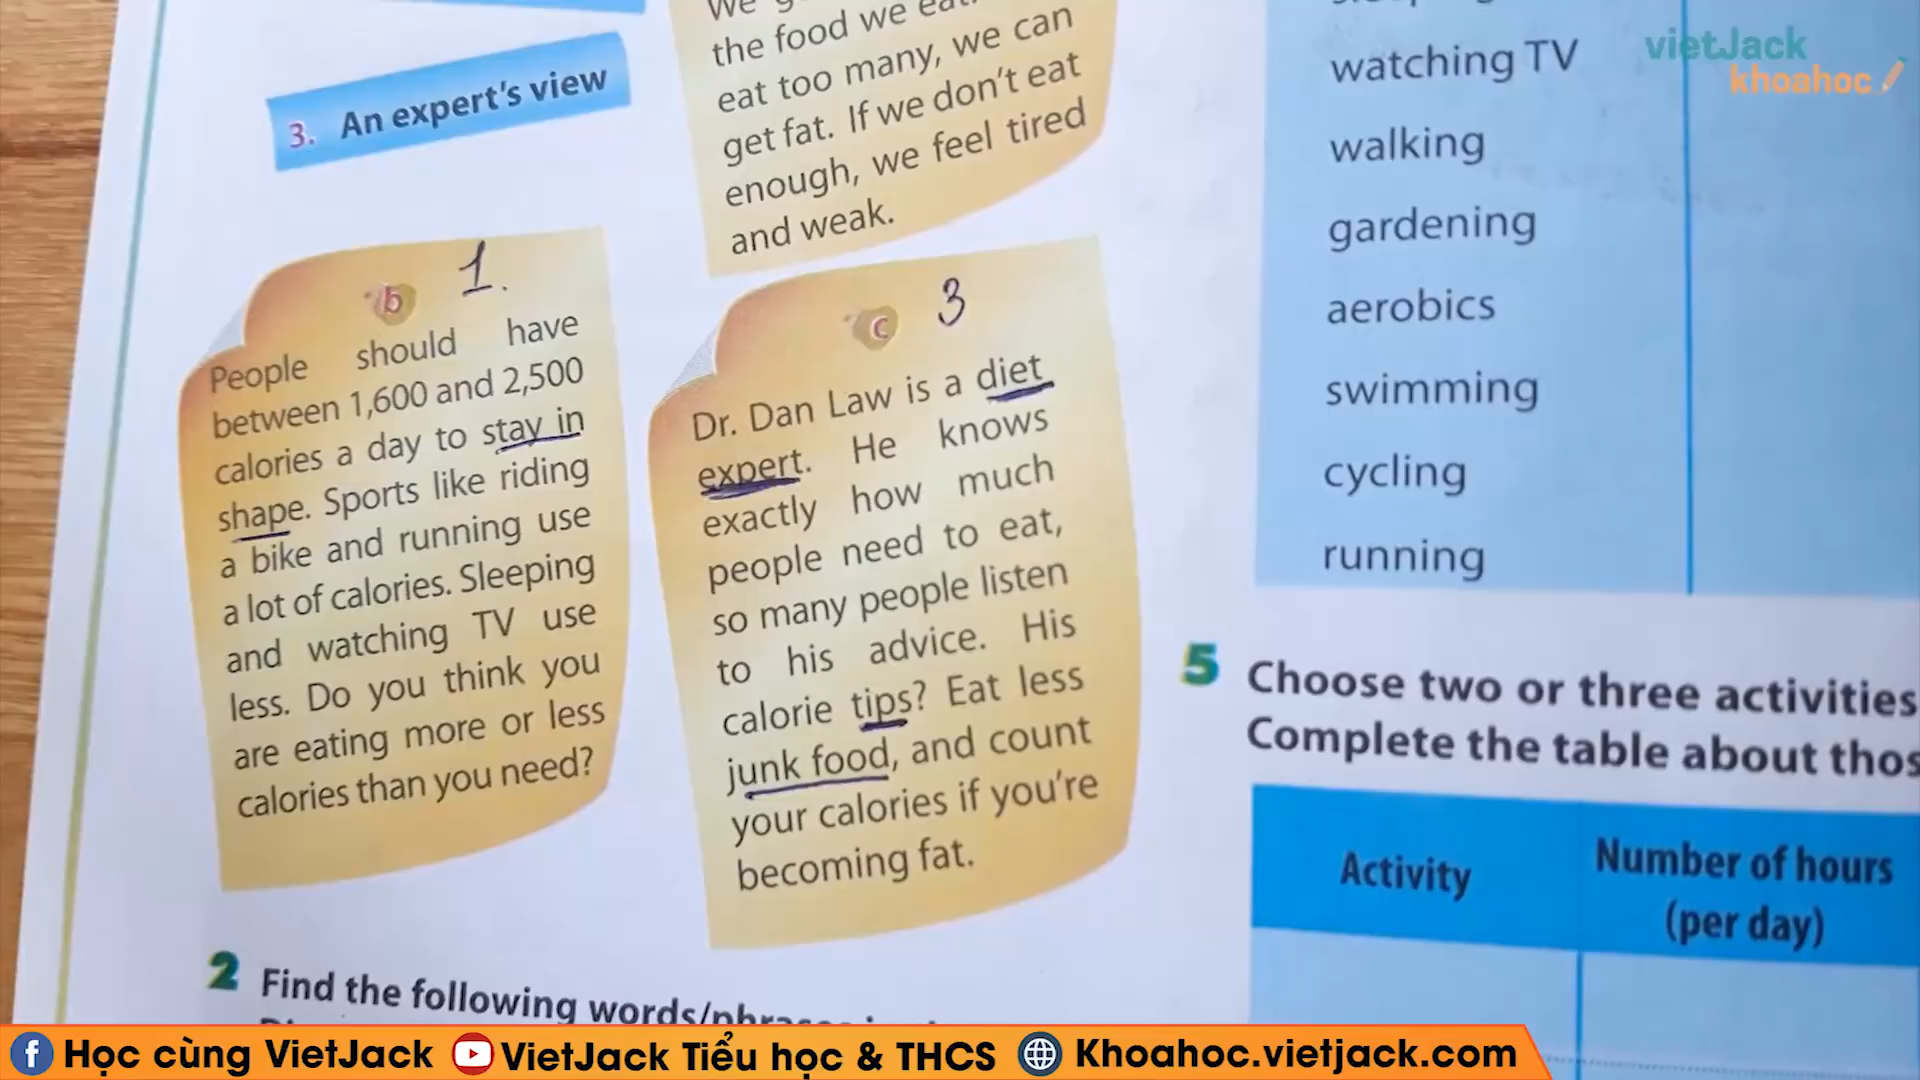 3. An expert's view
the food we
eat too many, we can
get fat. If we don't eat
enough, we feel tired
and weak.
b 1.
People should have
between 1,600 and 2,500
calories a day to stay in
shape. Sports like riding
a bike and running use
a lot of calories. Sleeping
and watching TV use
less. Do you think you
are eating more or less
calories than you need?
c 3
Dr. Dan Law is a diet
expert. He knows
exactly how much
people need to eat,
so many people listen
to his advice. His
calorie tips? Eat less
junk food, and count
your calories if you're
becoming fat.
2 Find the following
watching TV
walking
gardening
aerobics
swimming
cycling
running
5 Choose two or three activities
Complete the table about
Activity
Number of hours
(per day)
vietJack
khoahoc
Học cùng VietJack
VietJack Tiểu học & THCS
Khoahoc.vietjack.com